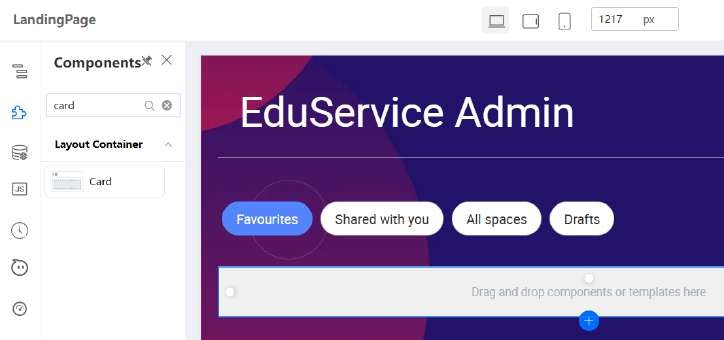 LandingPage
1217 px
Components
card
Layout Container
Card
JS
EduService Admin
Favourites
Shared with you
All spaces
Drafts
Drag and drop components or templates here